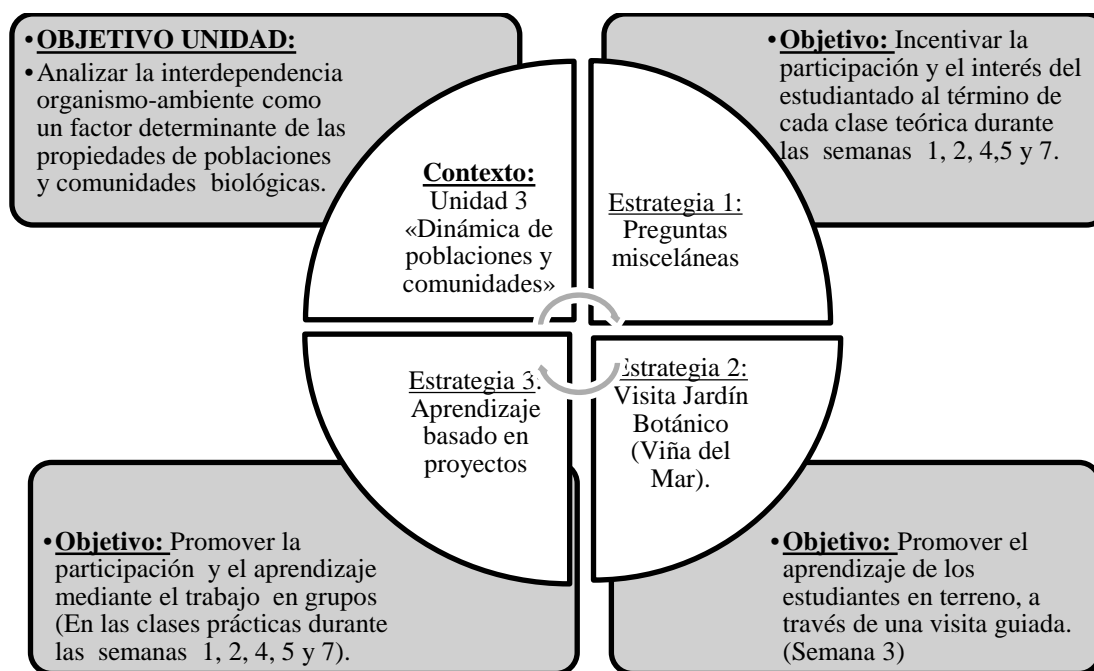 •OBJETIVO UNIDAD:
•Analizar la interdependencia
organismo-ambiente como
un factor determinante de las
propiedades de poblaciones
y comunidades biológicas.
•Objetivo: Incentivar la
participación y el interés del
estudiantado al término de
cada clase teórica durante
las semanas 1, 2, 4,5 y 7.
Contexto:
Unidad 3
«Dinámica de
poblaciones y
comunidades»
Estrategia 1:
Preguntas
misceláneas
Estrategia 3:
Aprendizaje
basado en
proyectos
Estrategia 2:
Visita Jardín
Botánico
(Viña del
Mar).
•Objetivo: Promover la
participación y el aprendizaje
mediante el trabajo en grupos
(En las clases prácticas durante
las semanas 1, 2, 4, 5 y 7).
•Objetivo: Promover el
aprendizaje de los
estudiantes en terreno, a
través de una visita guiada.
(Semana 3)